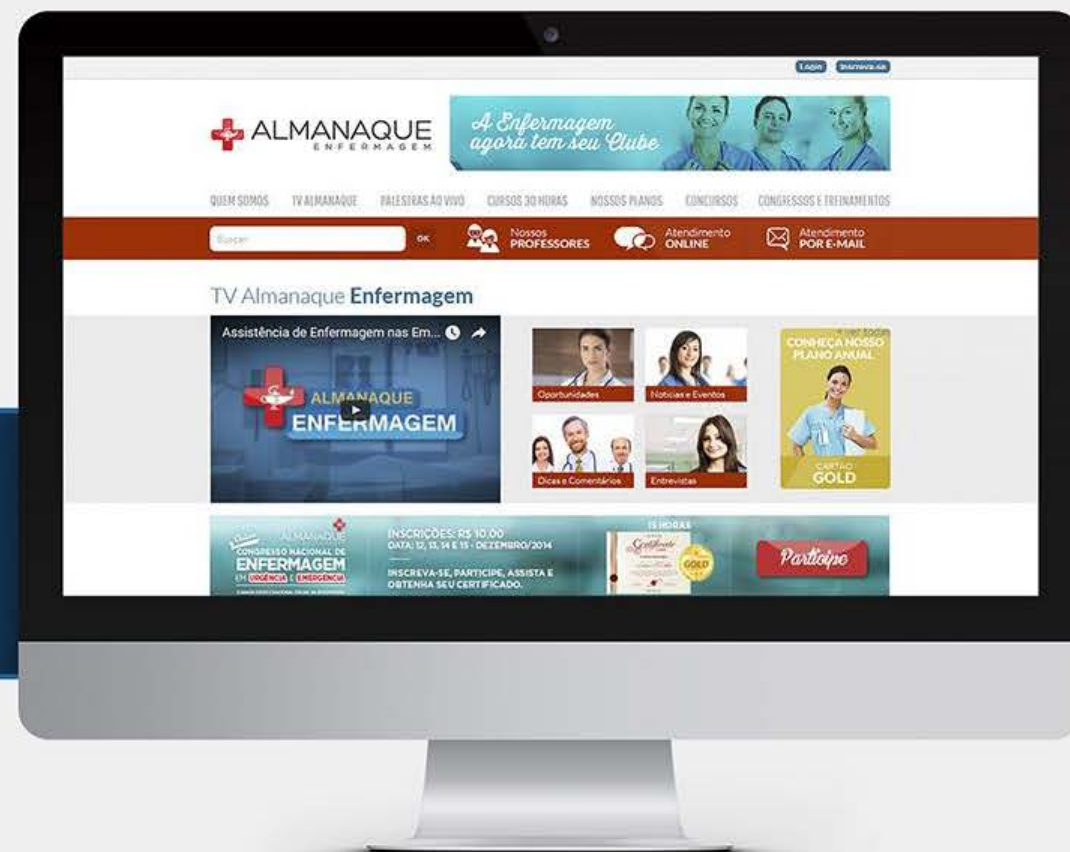 Login Inscreva-se
ALMANAQUE
ENFERMAGEM
A Enfermagem
agora tem seu Clube
QUEM SOMOS TV ALMANAQUE PALESTRAS AO VIVO CURSOS 30 HORAS NOSSOS PLANOS CONCURSOS CONGRESSOS E TREINAMENTOS
Buscar OK
Nossos
PROFESSORES
Atendimento
ONLINE
Atendimento
POR E-MAIL
TV Almanaque Enfermagem
Assistência de Enfermagem nas Em...
ALMANAQUE
ENFERMAGEM
Oportunidades
Notícias e Eventos
Dicas e Comentários
Entrevistas
+ ver todas
CONHEÇA NOSSO
PLANO ANUAL
CARTÃO
GOLD
ALMANAQUE
CONGRESSO NACIONAL DE
ENFERMAGEM
EM URGÊNCIA E EMERGÊNCIA
INSCRIÇÕES: R$ 10,00
DATA: 12, 13, 14 E 15 - DEZEMBRO/2014
INSCREVA-SE, PARTICIPE, ASSISTA E
OBTENHA SEU CERTIFICADO.
15 HORAS
Certificado
GOLD
Participe